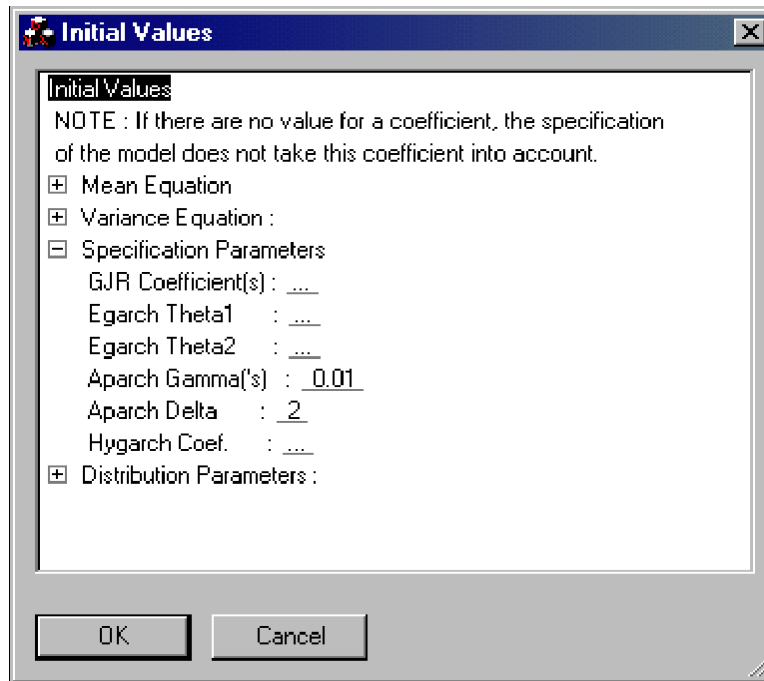 Initial Values
Initial Values
NOTE : If there are no value for a coefficient, the specification
of the model does not take this coefficient into account.
Mean Equation
Variance Equation :
Specification Parameters
GJR Coefficient(s) : ...
Egarch Theta1 : ...
Egarch Theta2 : ...
Aparch Gamma('s) : 0.01
Aparch Delta : 2
Hygarch Coef. : ...
Distribution Parameters :
OK Cancel